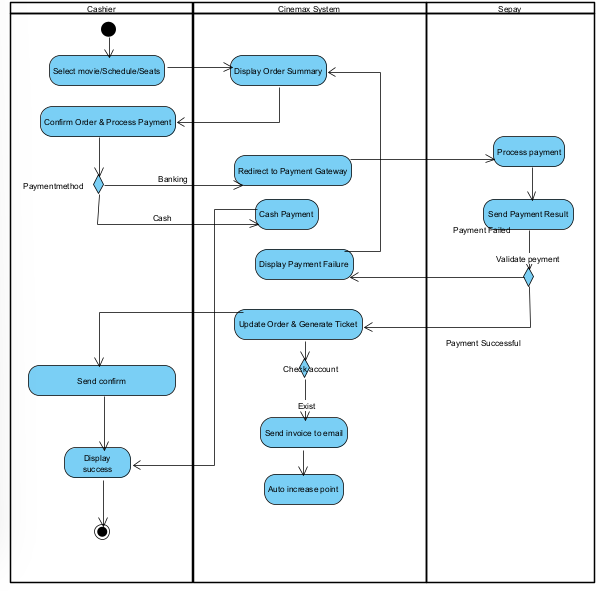 Cashier
Cinemax System
Sepay
Select movie/Schedule/Seats
Display Order Summary
Confirm Order & Process Payment
Process payment
Redirect to Payment Gateway
Banking
Paymentmethod
Cash Payment
Cash
Send Payment Result
Payment Failed
Validate peyment
Display Payment Failure
Update Order & Generate Ticket
Payment Successful
Check account
Send confirm
Exist
Send invoice to email
Display
success
Auto increase point